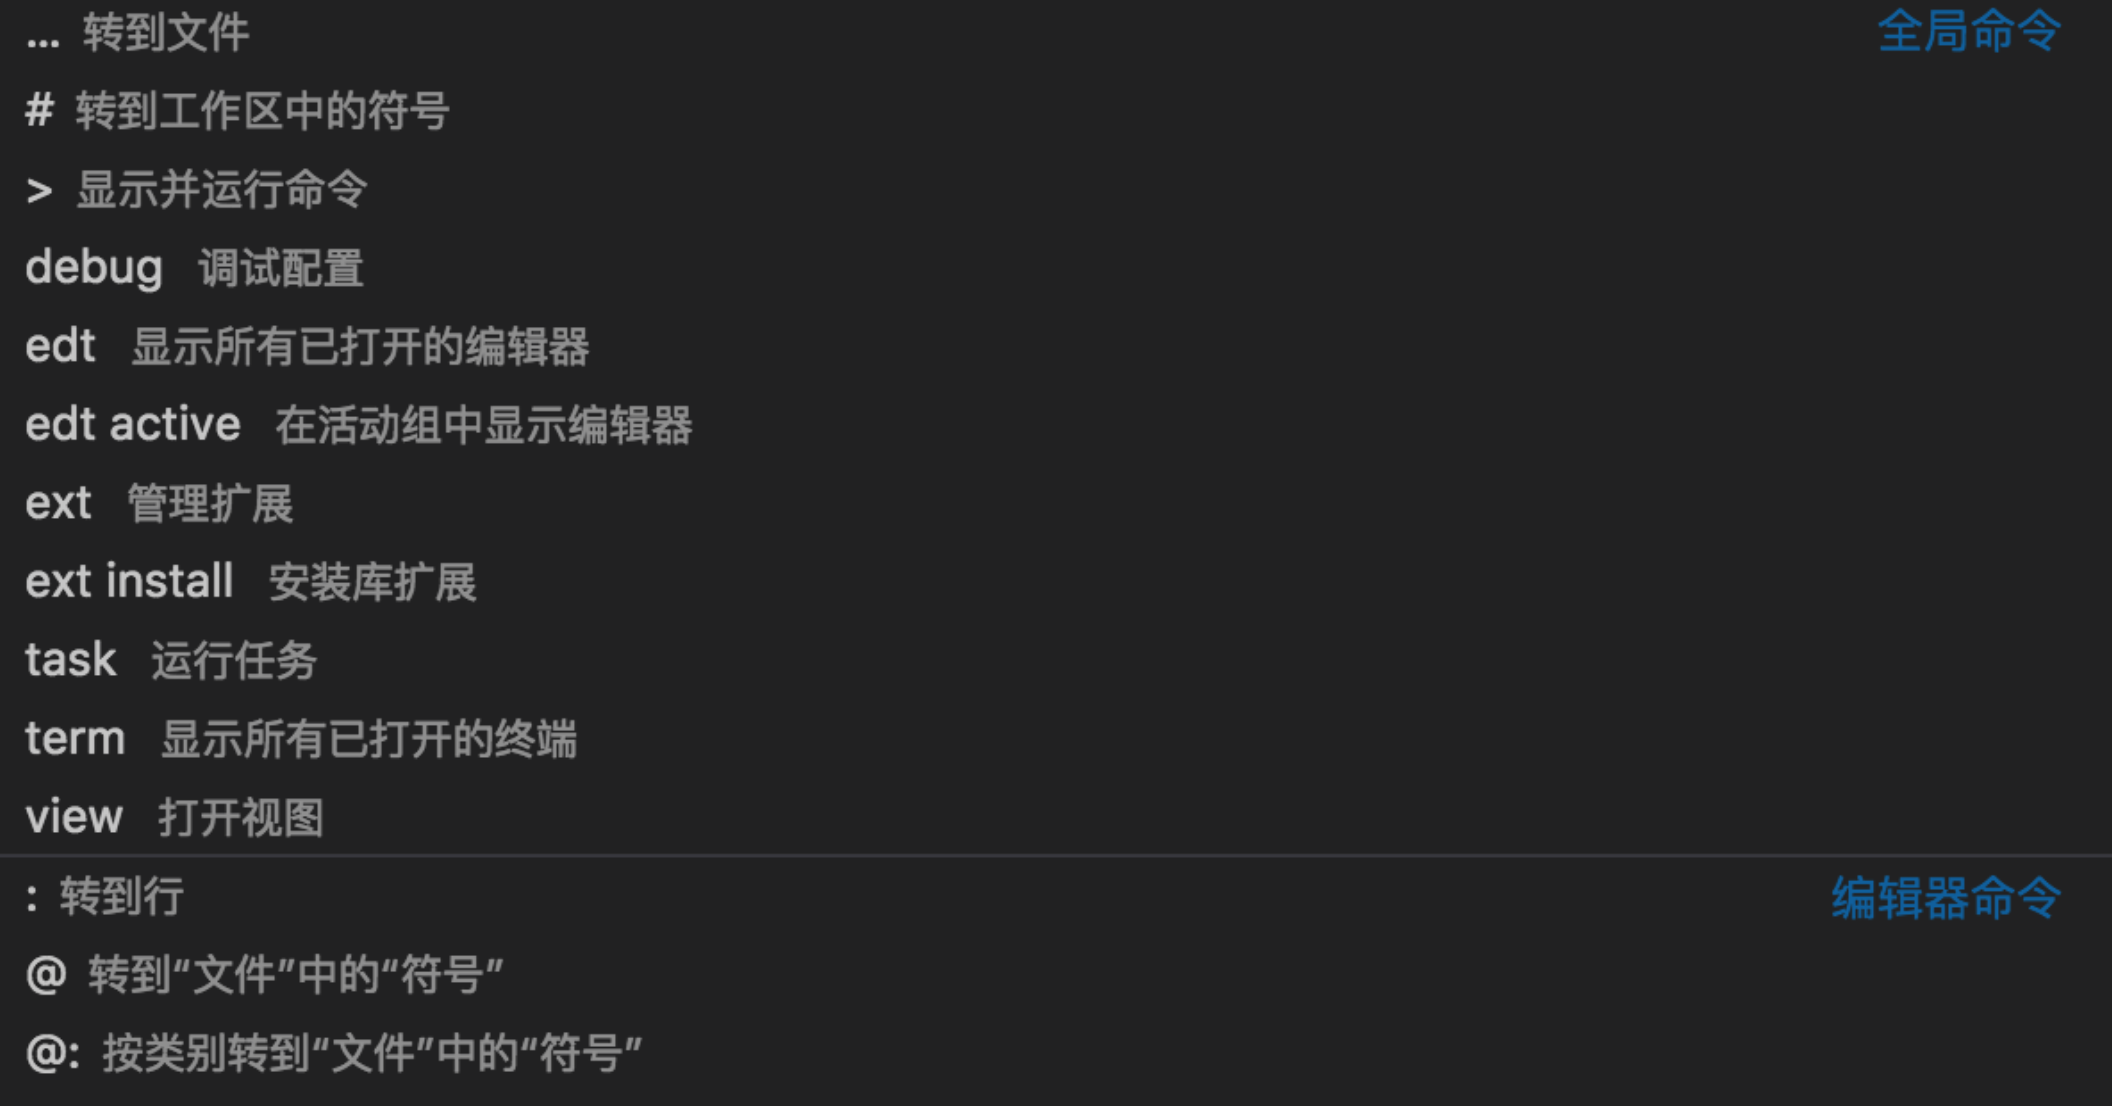 ... 转到文件 全局命令
# 转到工作区中的符号
> 显示并运行命令
debug 调试配置
edt 显示所有已打开的编辑器
edt active 在活动组中显示编辑器
ext 管理扩展
ext install 安装库扩展
task 运行任务
term 显示所有已打开的终端
view 打开视图
: 转到行 编辑器命令
@ 转到“文件”中的“符号”
@: 按类别转到“文件”中的“符号”